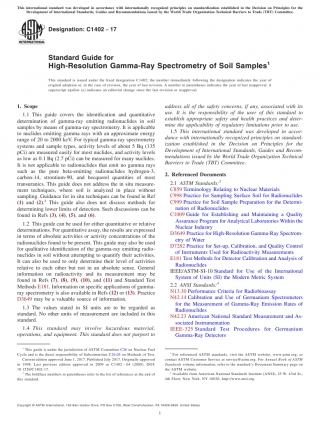 This international standard was developed in accordance with internationally recognized principles on standardization established in the Decision on Principles for the
Development of International Standards, Guides and Recommendations issued by the World Trade Organization Technical Barriers to Trade (TBT) Committee.
Designation: C1402 − 17
Standard Guide for
High-Resolution Gamma-Ray Spectrometry of Soil Samples¹
This standard is issued under the fixed designation C1402; the number immediately following the designation indicates the year of
original adoption or, in the case of revision, the year of last revision. A number in parentheses indicates the year of last reapproval. A
superscript epsilon (ε) indicates an editorial change since the last revision or reapproval.
1. Scope
1.1 This guide covers the identification and quantitative
determination of gamma-ray emitting radionuclides in soil
samples by means of gamma-ray spectrometry. It is applicable
to nuclides emitting gamma rays with an approximate energy
range of 20 to 2000 keV. For typical gamma-ray spectrometry
systems and sample types, activity levels of about 5 Bq (135
pCi) are measured easily for most nuclides, and activity levels
as low as 0.1 Bq (2.7 pCi) can be measured for many nuclides.
It is not applicable to radionuclides that emit no gamma rays
such as the pure beta-emitting radionuclides hydrogen-3,
carbon-14, strontium-90, and becquerel quantities of most
transuranics. This guide does not address the in situ measure-
ment techniques, where soil is analyzed in place without
sampling. Guidance for in situ techniques can be found in Ref
(1) and (2).² This guide also does not discuss methods for
determining lower limits of detection. Such discussions can be
found in Refs (3), (4), (5), and (6).
1.2 This guide can be used for either quantitative or relative
determinations. For quantitative assay, the results are expressed
in terms of absolute activities or activity concentrations of the
radionuclides found to be present. This guide may also be used
for qualitative identification of the gamma-ray emitting radio-
nuclides in soil without attempting to quantify their activities.
It can also be used to only determine their level of activities
relative to each other but not in an absolute sense. General
information on radioactivity and its measurement may be
found in Refs (7), (8), (9), (10), and (11) and Standard Test
Methods E181. Information on specific applications of gamma-
ray spectrometry is also available in Refs (12) or (13). Practice
D3649 may be a valuable source of information.
1.3 The values stated in SI units are to be regarded as
standard. No other units of measurement are included in this
standard.
1.4 This standard may involve hazardous material,
operations, and equipment. This standard does not purport to
address all of the safety concerns, if any, associated with its
use. It is the responsibility of the user of this standard to
establish appropriate safety and health practices and deter-
mine the applicability of regulatory limitations prior to use.
1.5 This international standard was developed in accor-
dance with internationally recognized principles on standard-
ization established in the Decision on Principles for the
Development of International Standards, Guides and Recom-
mendations issued by the World Trade Organization Technical
Barriers to Trade (TBT) Committee.
2. Referenced Documents
2.1 ASTM Standards:³
C859 Terminology Relating to Nuclear Materials
C998 Practice for Sampling Surface Soil for Radionuclides
C999 Practice for Soil Sample Preparation for the Determi-
nation of Radionuclides
C1009 Guide for Establishing and Maintaining a Quality
Assurance Program for Analytical Laboratories Within the
Nuclear Industry
D3649 Practice for High-Resolution Gamma-Ray Spectrom-
etry of Water
D7282 Practice for Set-up, Calibration, and Quality Control
of Instruments Used for Radioactivity Measurements
E181 Test Methods for Detector Calibration and Analysis of
Radionuclides
IEEE/ASTM-SI-10 Standard for Use of the International
System of Units (SI) the Modern Metric System
2.2 ANSI Standards:⁴
N13.30 Performance Criteria for Radiobioassay
N42.14 Calibration and Use of Germanium Spectrometers
for the Measurement of Gamma-Ray Emission Rates of
Radionuclides
N42.23 American National Standard Measurement and As-
sociated Instrumentation
IEEE-325 Standard Test Procedures for Germanium
Gamma-Ray Detectors
¹ This guide is under the jurisdiction of ASTM Committee C26 on Nuclear Fuel
Cycle and is the direct responsibility of Subcommittee C26.05 on Methods of Test.
Current edition approved June 1, 2017. Published July 2017. Originally approved
in 1998. Last previous edition approved in 2009 as C1402 – 04 (2009). DOI:
10.1520/C1402-17.
² The boldface numbers in parentheses refer to the list of references at the end of
this standard.
³ For referenced ASTM standards, visit the ASTM website, www.astm.org, or
contact ASTM Customer Service at service@astm.org. For Annual Book of ASTM
Standards volume information, refer to the standard's Document Summary page on
the ASTM website.
⁴ Available from American National Standards Institute (ANSI), 25 W. 43rd St.,
4th Floor, New York, NY 10036, http://www.ansi.org.
Copyright © ASTM International, 100 Barr Harbor Drive, PO Box C700, West Conshohocken, PA 19428-2959. United States
1